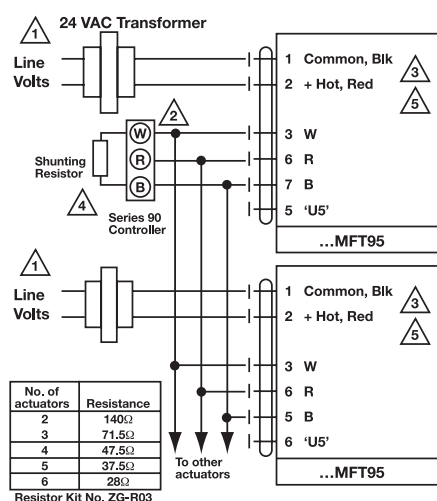 1
24 VAC Transformer
Line
Volts
1 Common, Blk
2 + Hot, Red
3
5
2
W
R
B
3 W
6 R
7 B
5 'U5'
Shunting
Resistor
4
Series 90
Controller
...MFT95
1
Line
Volts
1 Common, Blk
2 + Hot, Red
3
5
3 W
6 R
5 B
6 'U5'
...MFT95
No. of
actuators Resistance
2 140Ω
3 71.5Ω
4 47.5Ω
5 37.5Ω
6 28Ω
Resistor Kit No. ZG-R03
To other
actuators